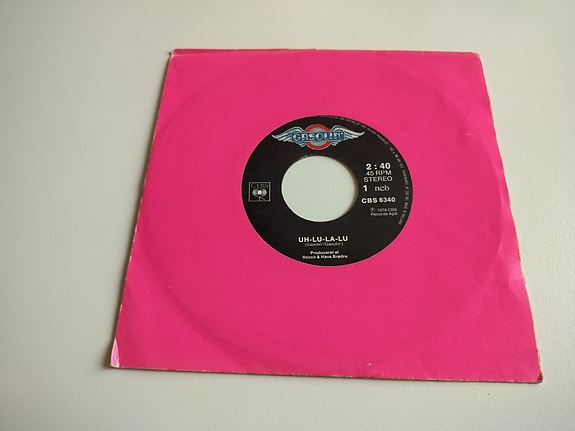 GASOLIN'
2:40
45 RPM
STEREO
1 ncb
CBS
CBS 6340
℗ 1978 CBS
Records ApS
UH-LU-LA-LU
(Gasolin'/Gasolin')
Produceret af
Rocco & Hans Brødre